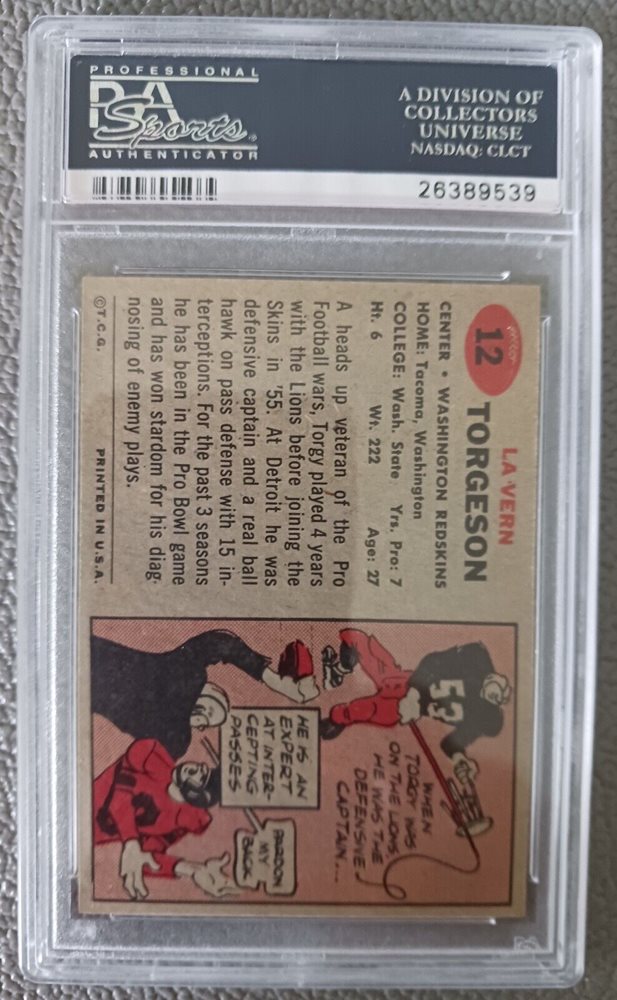 PROFESSIONAL
PSA
Sports®
AUTHENTICATOR
A DIVISION OF
COLLECTORS
UNIVERSE
NASDAQ: CLCT
26389539
12
LA VERN
TORGESON
CENTER • WASHINGTON REDSKINS
HOME: Tacoma, Washington
COLLEGE: Wash. State Yrs. Pro: 7
Ht. 6 Wt. 222 Age: 27
A heads up veteran of the Pro
Football wars, Torgy played 4 years
with the Lions before joining the
Skins in '55. At Detroit he was
defensive captain and a real ball
hawk on pass defense with 15 in-
terceptions. For the past 3 seasons
he has been in the Pro Bowl game
and has won stardom for his diag-
nosing of enemy plays.
©T.C.G. PRINTED IN U.S.A.
53
WHEN
TORGY WAS
ON THE LIONS
HE WAS THE
DEFENSIVE
CAPTAIN...
HE IS AN
EXPERT
AT INTER-
CEPTING
PASSES
PARDON
MY
BACK